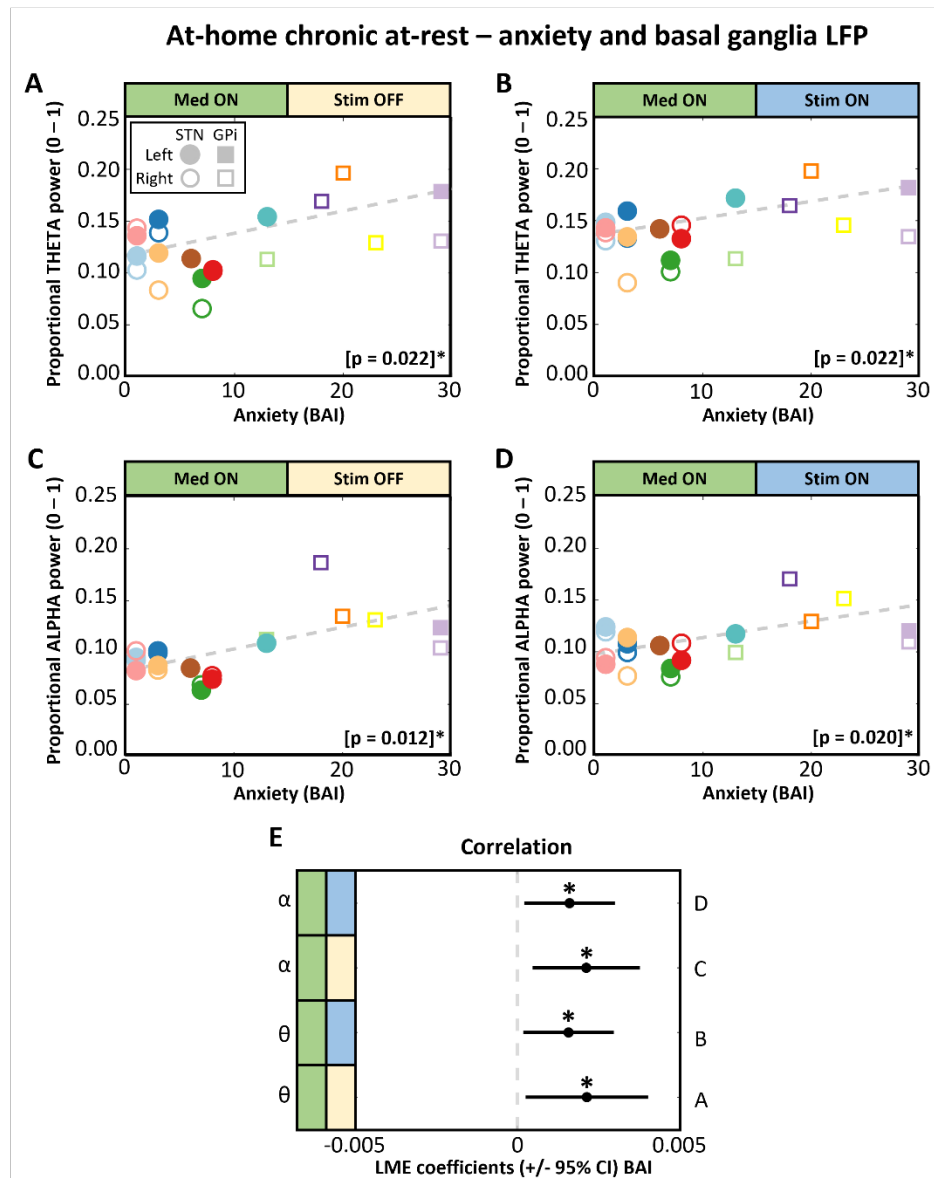 At-home chronic at-rest – anxiety and basal ganglia LFP
A
Med ON Stim OFF
Proportional THETA power (0 – 1)
0.25
0.20
0.15
0.10
0.05
0.00
STN GPi
Left
Right
[p = 0.022]*
0 10 20 30
Anxiety (BAI)
B
Med ON Stim ON
Proportional THETA power (0 – 1)
0.25
0.20
0.15
0.10
0.05
0.00
[p = 0.022]*
0 10 20 30
Anxiety (BAI)
C
Med ON Stim OFF
Proportional ALPHA power (0 – 1)
0.25
0.20
0.15
0.10
0.05
0.00
[p = 0.012]*
0 10 20 30
Anxiety (BAI)
D
Med ON Stim ON
Proportional ALPHA power (0 – 1)
0.25
0.20
0.15
0.10
0.05
0.00
[p = 0.020]*
0 10 20 30
Anxiety (BAI)
E
Correlation
α * D
α * C
θ * B
θ * A
-0.005 0 0.005
LME coefficients (+/- 95% CI) BAI